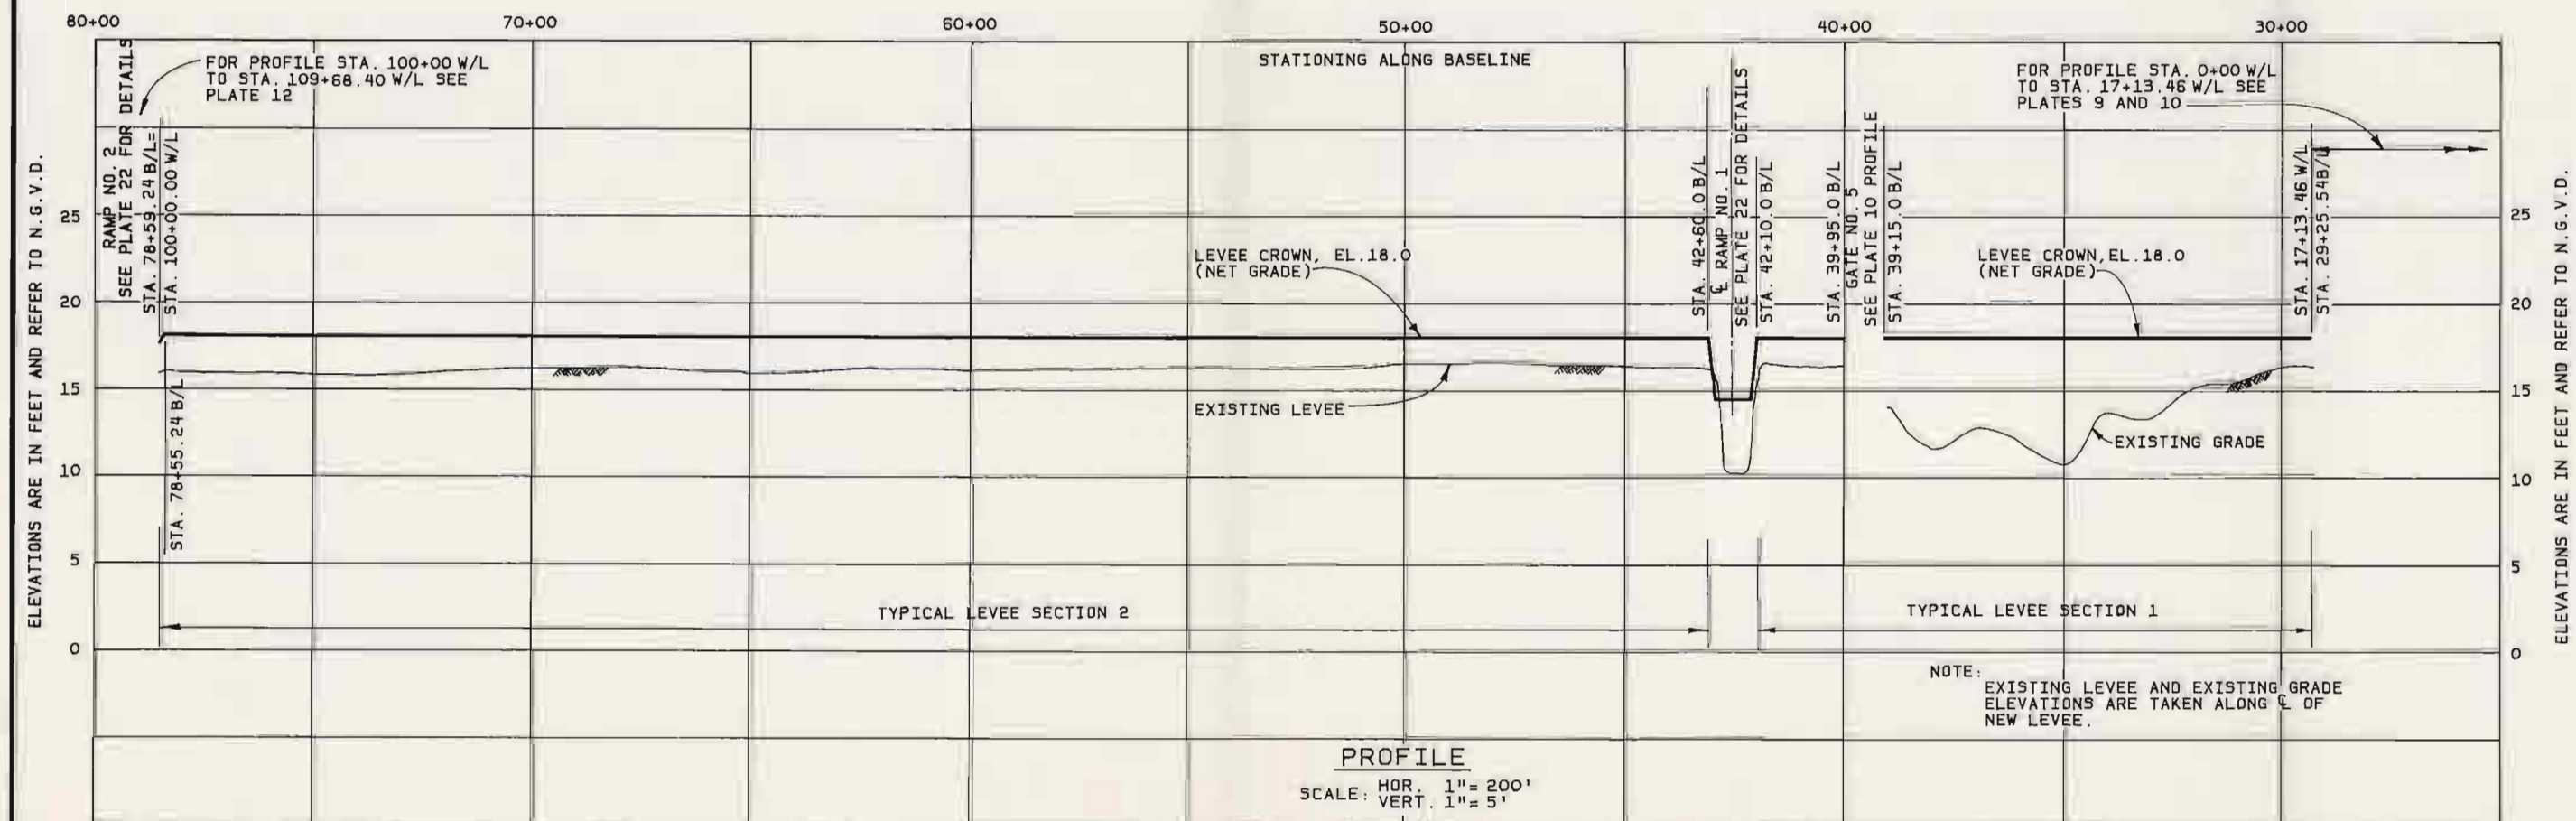 80+00
70+00
60+00
50+00
40+00
30+00
STATIONING ALONG BASELINE
FOR PROFILE STA. 100+00 W/L
TO STA. 109+68.40 W/L SEE
PLATE 12
FOR PROFILE STA. 0+00 W/L
TO STA. 17+13.46 W/L SEE
PLATES 9 AND 10
RAMP NO. 2
SEE PLATE 22 FOR DETAILS
STA. 78+59.24 B/L=
STA. 100+00.00 W/L
STA. 78+55.24 B/L
STA. 42+60.0 B/L
℄ RAMP NO. 1
SEE PLATE 22 FOR DETAILS
STA. 42+10.0 B/L
STA. 39+95.0 B/L
GATE NO. 5
SEE PLATE 10 PROFILE
STA. 39+15.0 B/L
STA. 17+13.46 W/L
STA. 29+25.54B/L
ELEVATIONS ARE IN FEET AND REFER TO N.G.V.D.
25
20
15
10
5
0
LEVEE CROWN, EL.18.0
(NET GRADE)
LEVEE CROWN, EL.18.0
(NET GRADE)
EXISTING LEVEE
EXISTING GRADE
25
20
15
10
5
0
ELEVATIONS ARE IN FEET AND REFER TO N.G.V.D.
TYPICAL LEVEE SECTION 2
TYPICAL LEVEE SECTION 1
NOTE:
EXISTING LEVEE AND EXISTING GRADE
ELEVATIONS ARE TAKEN ALONG ℄ OF
NEW LEVEE.
PROFILE
SCALE: HOR. 1"= 200'
VERT. 1"= 5'